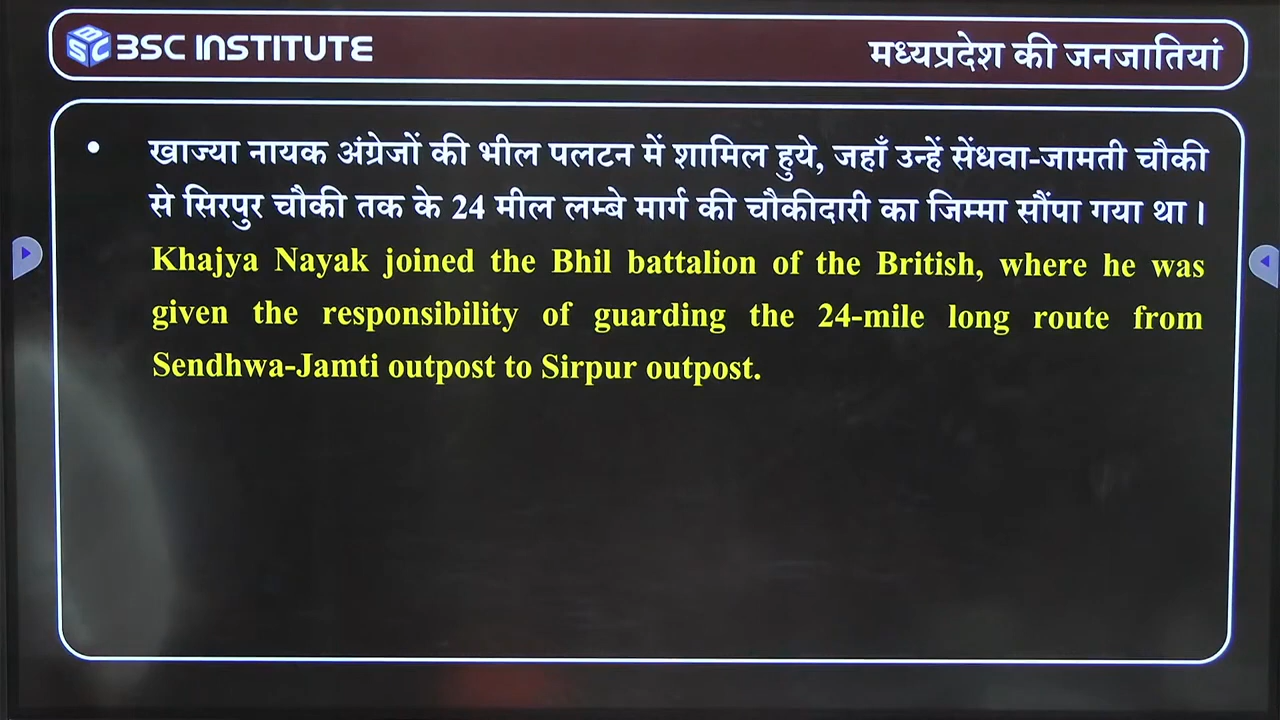 BSC INSTITUTE
मध्यप्रदेश की जनजातियां
• खाज्या नायक अंग्रेजों की भील पलटन में शामिल हुये, जहाँ उन्हें सेंधवा-जामती चौकी
से सिरपुर चौकी तक के 24 मील लम्बे मार्ग की चौकीदारी का जिम्मा सौंपा गया था ।
Khajya Nayak joined the Bhil battalion of the British, where he was
given the responsibility of guarding the 24-mile long route from
Sendhwa-Jamti outpost to Sirpur outpost.